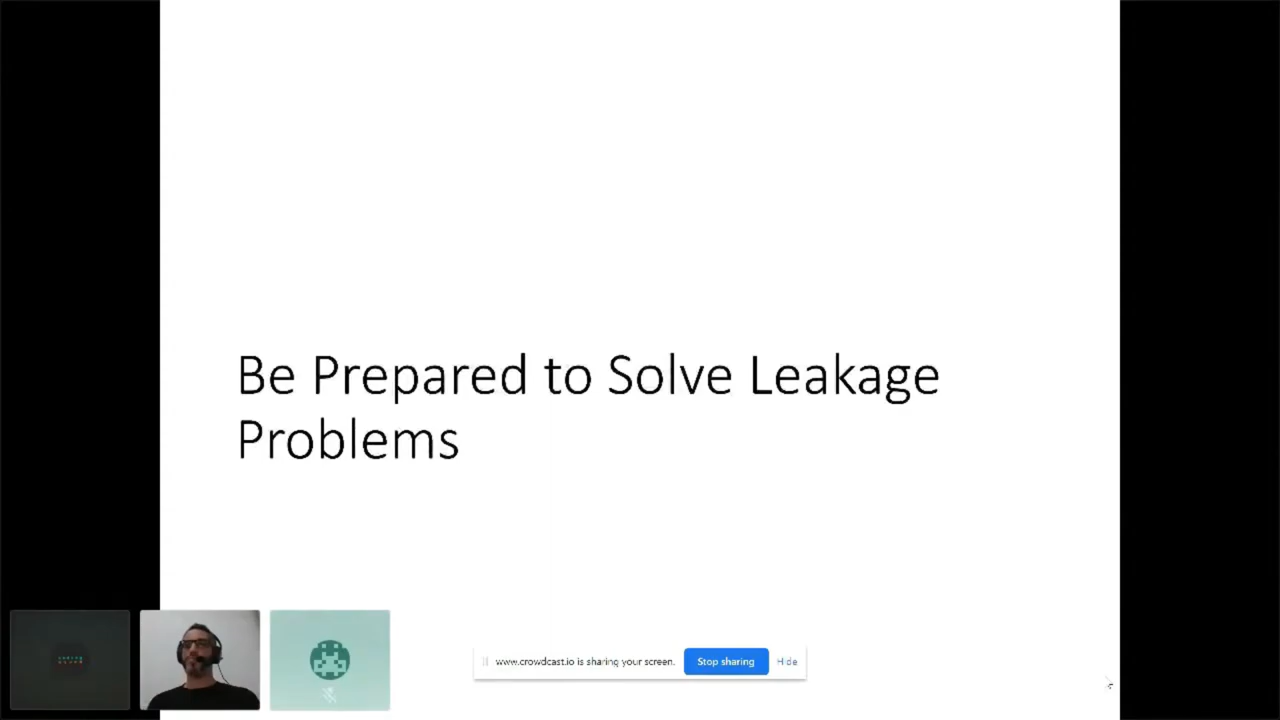 Be Prepared to Solve Leakage
Problems
www.crowdcast.io is sharing your screen.
Stop sharing
Hide